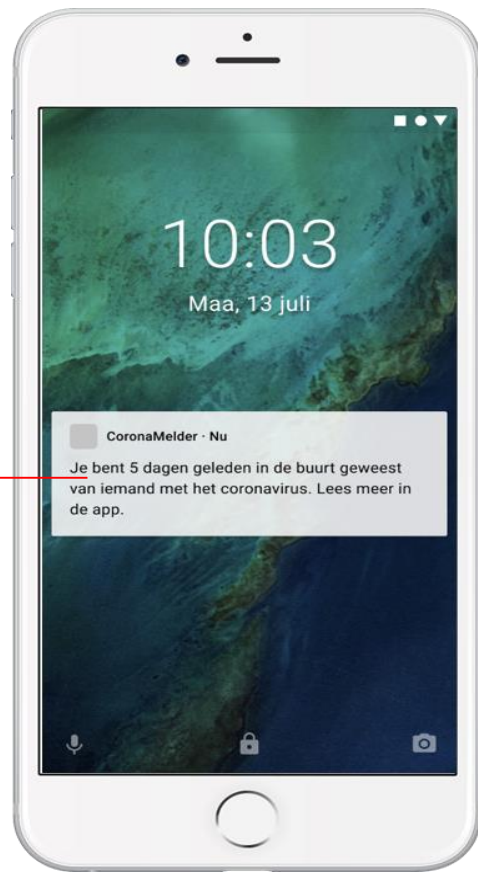 10:03
Maa, 13 juli
CoronaMelder · Nu
Je bent 5 dagen geleden in de buurt geweest
van iemand met het coronavirus. Lees meer in
de app.